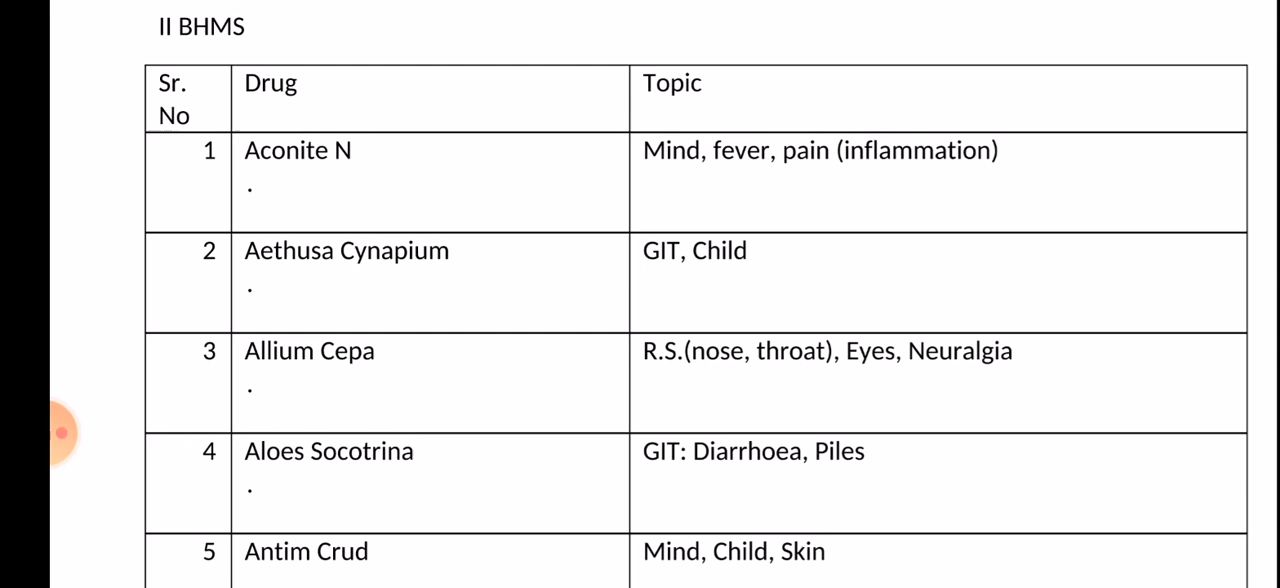 II BHMS
Sr. No Drug Topic
1 Aconite N Mind, fever, pain (inflammation)
.
2 Aethusa Cynapium GIT, Child
.
3 Allium Cepa R.S.(nose, throat), Eyes, Neuralgia
.
4 Aloes Socotrina GIT: Diarrhoea, Piles
.
5 Antim Crud Mind, Child, Skin